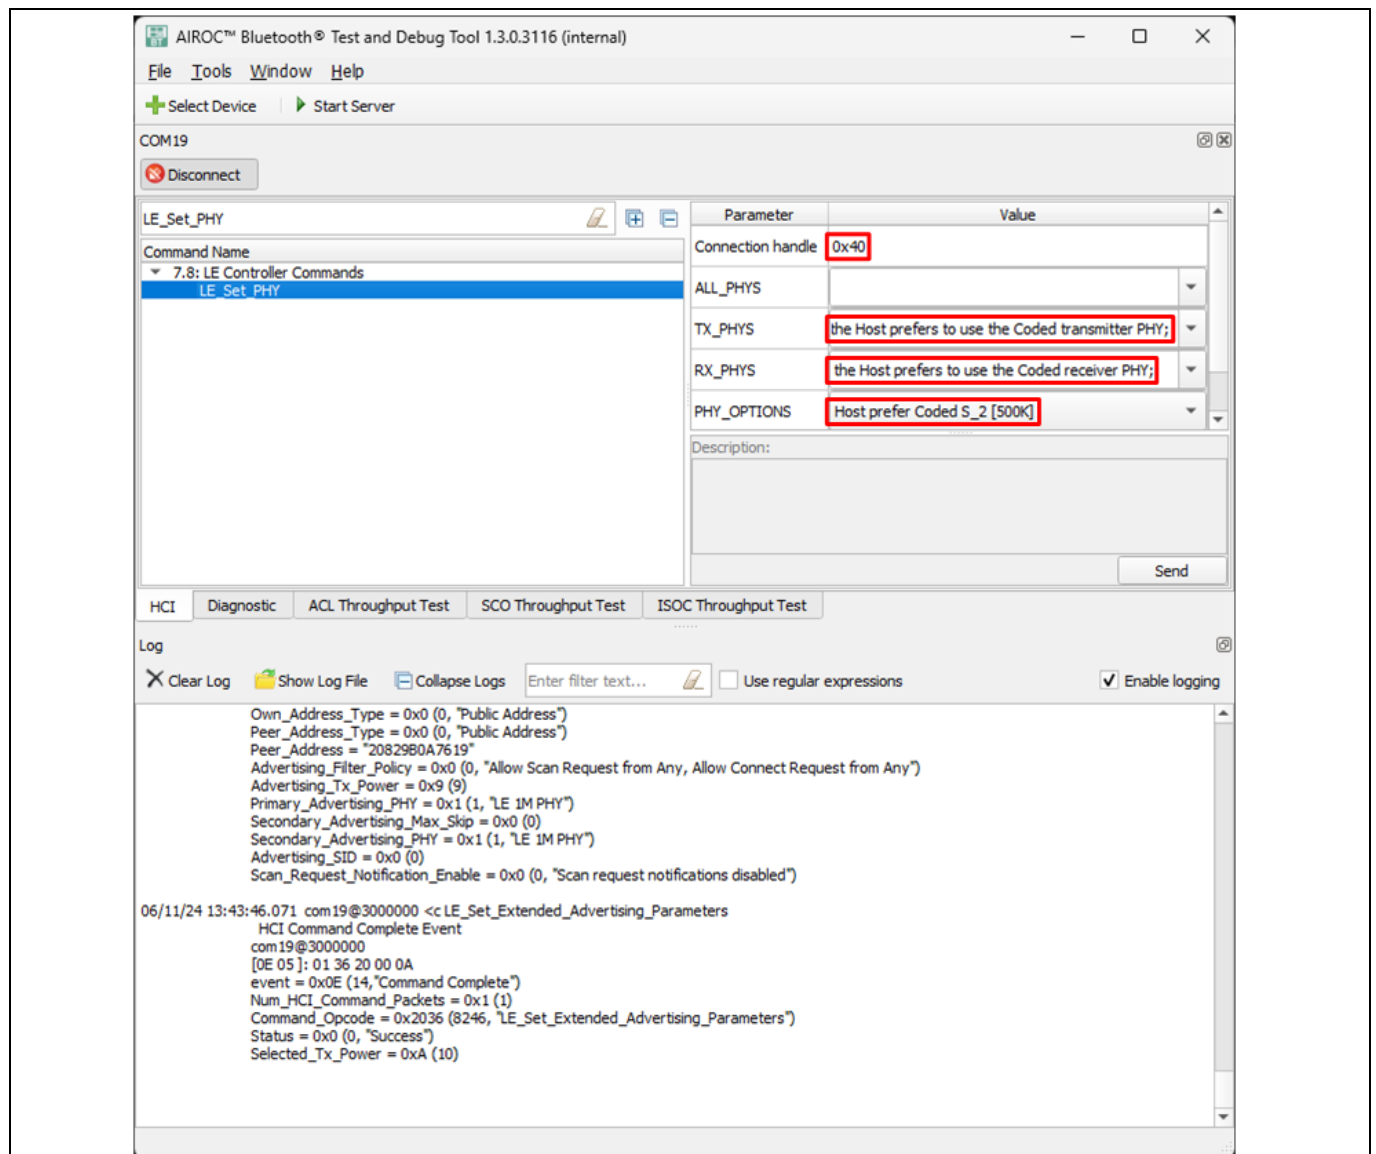 AIROC™ Bluetooth® Test and Debug Tool 1.3.0.3116 (internal)
File Tools Window Help
Select Device Start Server
COM19
Disconnect
LE_Set_PHY
Command Name
7.8: LE Controller Commands
LE_Set_PHY
Parameter Value
Connection handle 0x40
ALL_PHYS
TX_PHYS the Host prefers to use the Coded transmitter PHY;
RX_PHYS the Host prefers to use the Coded receiver PHY;
PHY_OPTIONS Host prefer Coded S_2 [500K]
Description:
Send
HCI Diagnostic ACL Throughput Test SCO Throughput Test ISOC Throughput Test
Log
Clear Log Show Log File Collapse Logs Enter filter text... Use regular expressions Enable logging
Own_Address_Type = 0x0 (0, "Public Address")
Peer_Address_Type = 0x0 (0, "Public Address")
Peer_Address = "20829B0A7619"
Advertising_Filter_Policy = 0x0 (0, "Allow Scan Request from Any, Allow Connect Request from Any")
Advertising_Tx_Power = 0x9 (9)
Primary_Advertising_PHY = 0x1 (1, "LE 1M PHY")
Secondary_Advertising_Max_Skip = 0x0 (0)
Secondary_Advertising_PHY = 0x1 (1, "LE 1M PHY")
Advertising_SID = 0x0 (0)
Scan_Request_Notification_Enable = 0x0 (0, "Scan request notifications disabled")
06/11/24 13:43:46.071 com19@3000000 <c LE_Set_Extended_Advertising_Parameters
HCI Command Complete Event
com19@3000000
[0E 05 ]: 01 36 20 00 0A
event = 0x0E (14,"Command Complete")
Num_HCI_Command_Packets = 0x1 (1)
Command_Opcode = 0x2036 (8246, "LE_Set_Extended_Advertising_Parameters")
Status = 0x0 (0, "Success")
Selected_Tx_Power = 0xA (10)